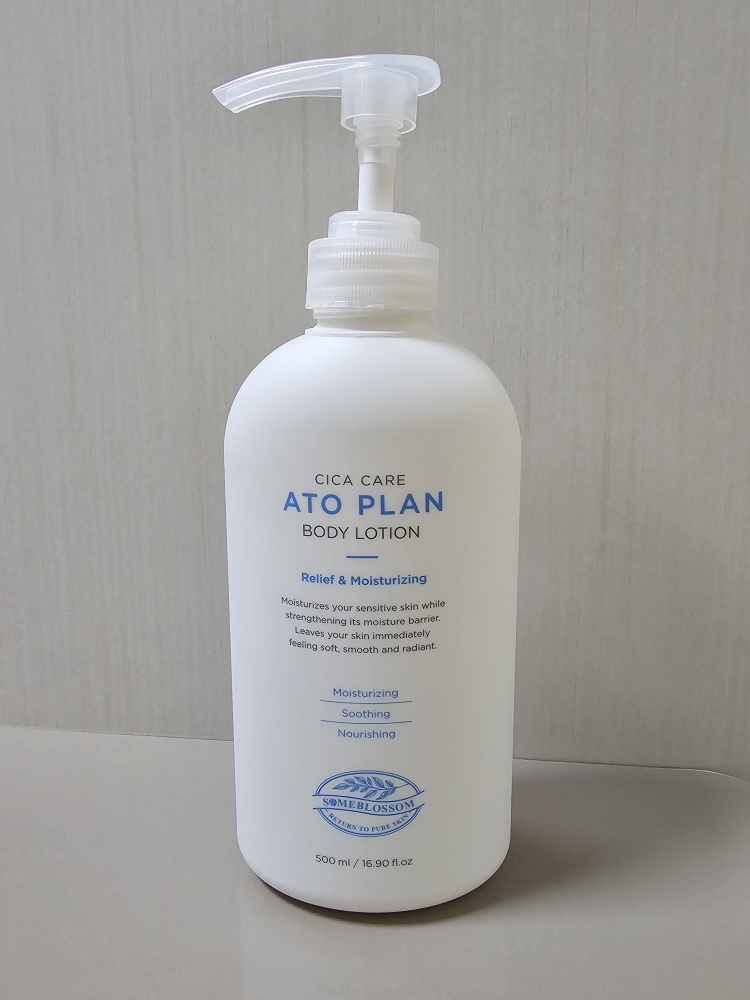 CICA CARE
ATO PLAN
BODY LOTION
Relief & Moisturizing
Moisturizes your sensitive skin while
strengthening its moisture barrier.
Leaves your skin immediately
feeling soft, smooth and radiant.
Moisturizing
Soothing
Nourishing
SOMEBLOSSOM
RETURN TO PURE SKIN
500 ml / 16.90 fl.oz